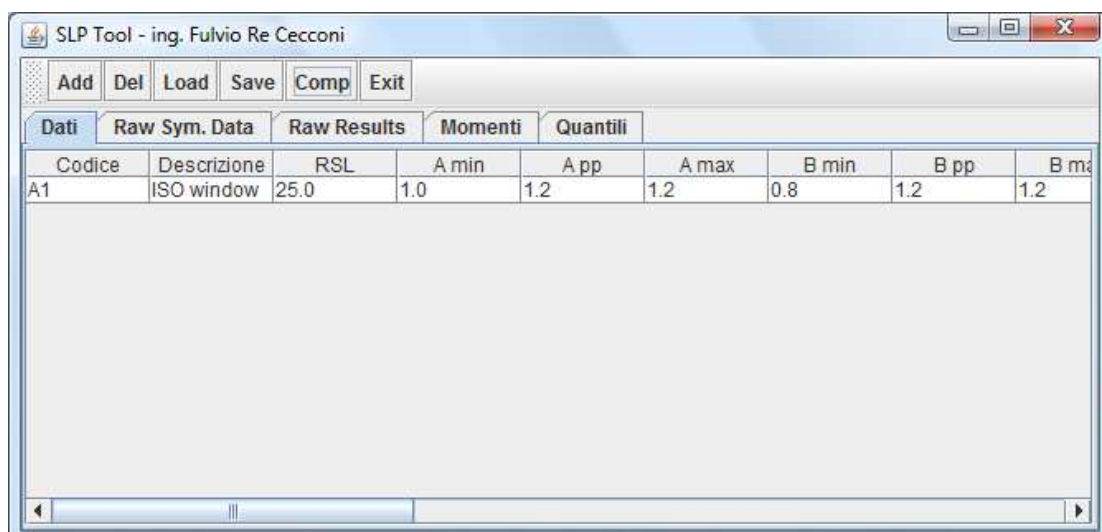 SLP Tool - ing. Fulvio Re Cecconi
Add Del Load Save Comp Exit
Dati Raw Sym. Data Raw Results Momenti Quantili
Codice Descrizione RSL A min A pp A max B min B pp B ma
A1 ISO window 25.0 1.0 1.2 1.2 0.8 1.2 1.2